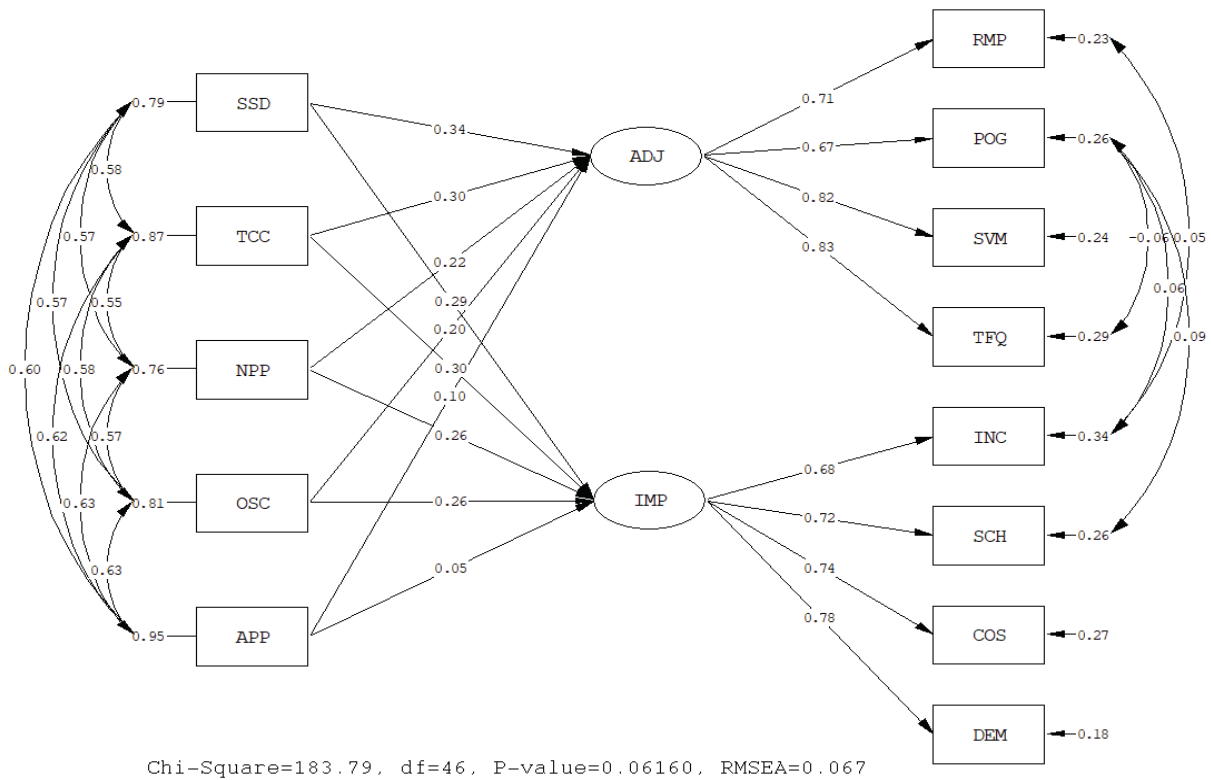 RMP
0.23
SSD
0.79
0.71
POG
0.26
0.34
ADJ
0.67
0.58
0.30
0.82
TCC
0.87
0.57
SVM
0.24
-0.06
0.05
0.22
0.83
0.06
0.57
0.55
0.29
0.20
TFQ
0.29
0.09
0.60
0.58
NPP
0.76
0.30
0.10
0.62
0.57
0.26
INC
0.34
0.68
OSC
0.81
0.63
0.26
IMP
0.72
SCH
0.26
0.63
0.05
0.74
APP
0.95
0.78
COS
0.27
DEM
0.18
Chi-Square=183.79, df=46, P-value=0.06160, RMSEA=0.067